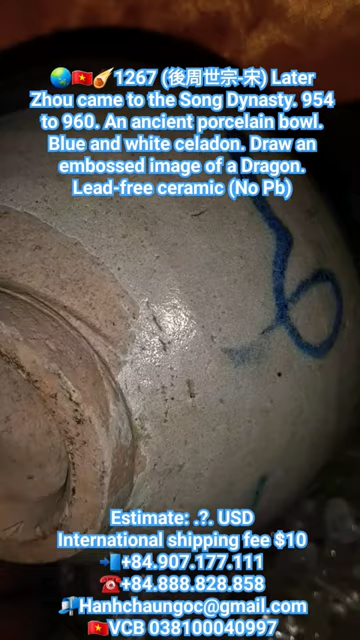 🌏🇻🇳☄️1267 (後周世宗-宋) Later
Zhou came to the Song Dynasty. 954
to 960. An ancient porcelain bowl.
Blue and white celadon. Draw an
embossed image of a Dragon.
Lead-free ceramic (No Pb)
Estimate: .?. USD
International shipping fee $10
📲+84.907.177.111
☎️+84.888.828.858
📬Hanhchaungoc@gmail.com
🇻🇳VCB 038100040997